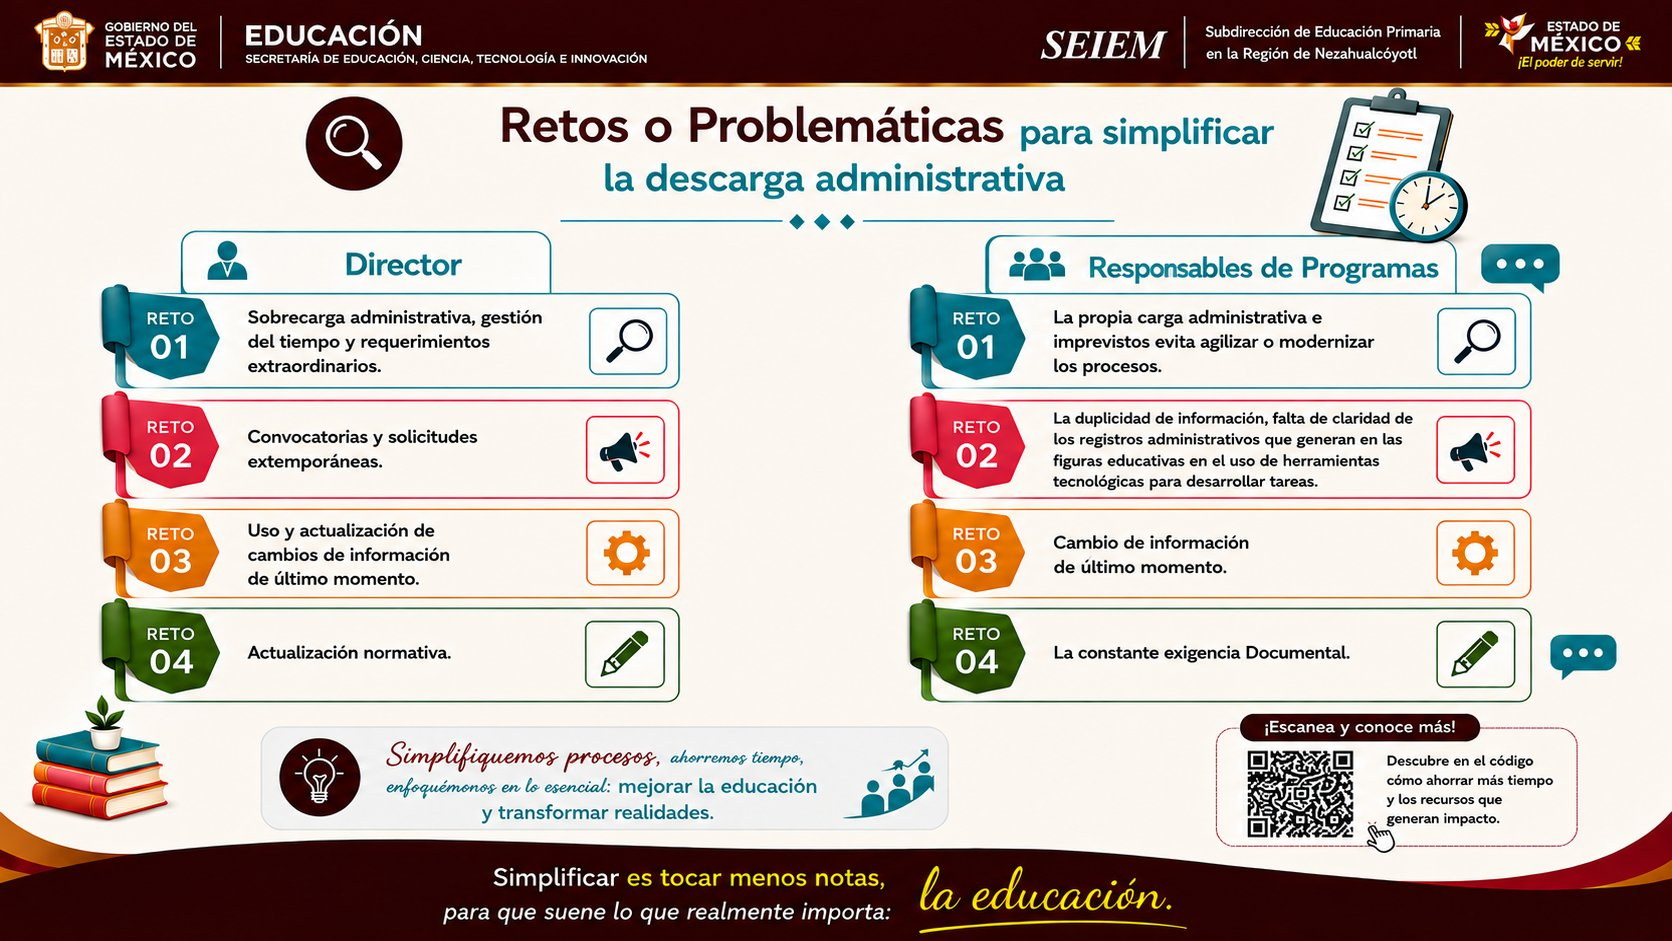 GOBIERNO DEL
ESTADO DE
MÉXICO
EDUCACIÓN
SECRETARÍA DE EDUCACIÓN, CIENCIA, TECNOLOGÍA E INNOVACIÓN
SEIEM
Subdirección de Educación Primaria
en la Región de Nezahualcóyotl
ESTADO DE
MÉXICO
¡El poder de servir!
Retos o Problemáticas para simplificar
la descarga administrativa
Director
RETO
01
Sobrecarga administrativa, gestión
del tiempo y requerimientos
extraordinarios.
RETO
02
Convocatorias y solicitudes
extemporáneas.
RETO
03
Uso y actualización de
cambios de información
de último momento.
RETO
04
Actualización normativa.
Responsables de Programas
RETO
01
La propia carga administrativa e
imprevistos evita agilizar o modernizar
los procesos.
RETO
02
La duplicidad de información, falta de claridad de
los registros administrativos que generan en las
figuras educativas en el uso de herramientas
tecnológicas para desarrollar tareas.
RETO
03
Cambio de información
de último momento.
RETO
04
La constante exigencia Documental.
Simplifiquemos procesos, ahorremos tiempo,
enfoquémonos en lo esencial: mejorar la educación
y transformar realidades.
¡Escanea y conoce más!
Descubre en el código
cómo ahorrar más tiempo
y los recursos que
generan impacto.
Simplificar es tocar menos notas,
para que suene lo que realmente importa:
la educación.